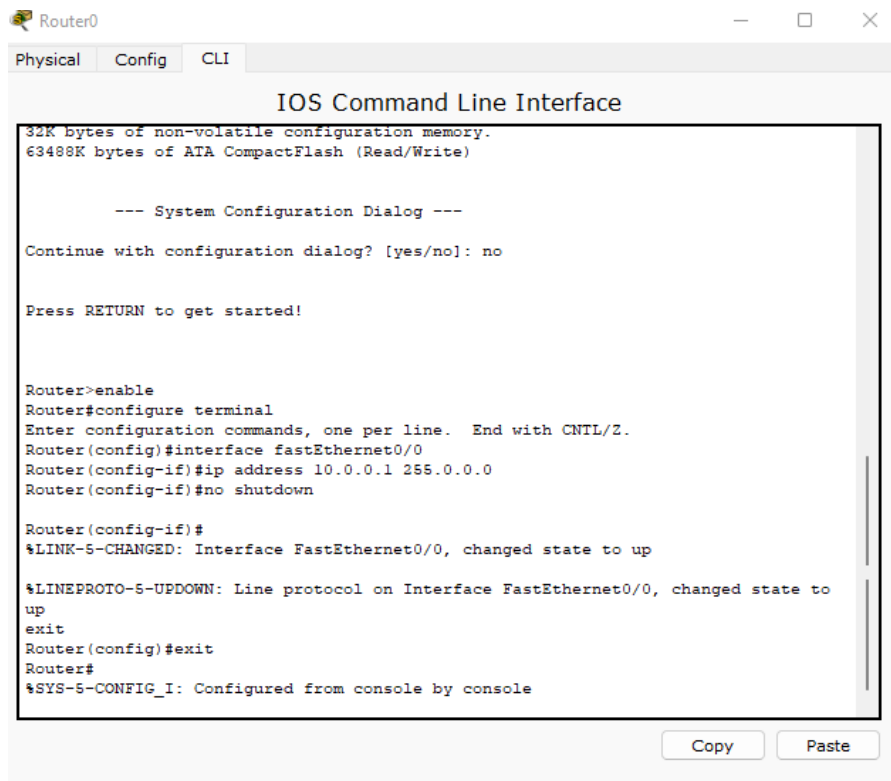 Router0
Physical Config CLI
IOS Command Line Interface
32K bytes of non-volatile configuration memory.
63488K bytes of ATA CompactFlash (Read/Write)
--- System Configuration Dialog ---
Continue with configuration dialog? [yes/no]: no
Press RETURN to get started!
Router>enable
Router#configure terminal
Enter configuration commands, one per line.  End with CNTL/Z.
Router(config)#interface fastEthernet0/0
Router(config-if)#ip address 10.0.0.1 255.0.0.0
Router(config-if)#no shutdown
Router(config-if)#
%LINK-5-CHANGED: Interface FastEthernet0/0, changed state to up
%LINEPROTO-5-UPDOWN: Line protocol on Interface FastEthernet0/0, changed state to
up
exit
Router(config)#exit
Router#
%SYS-5-CONFIG_I: Configured from console by console
Copy Paste